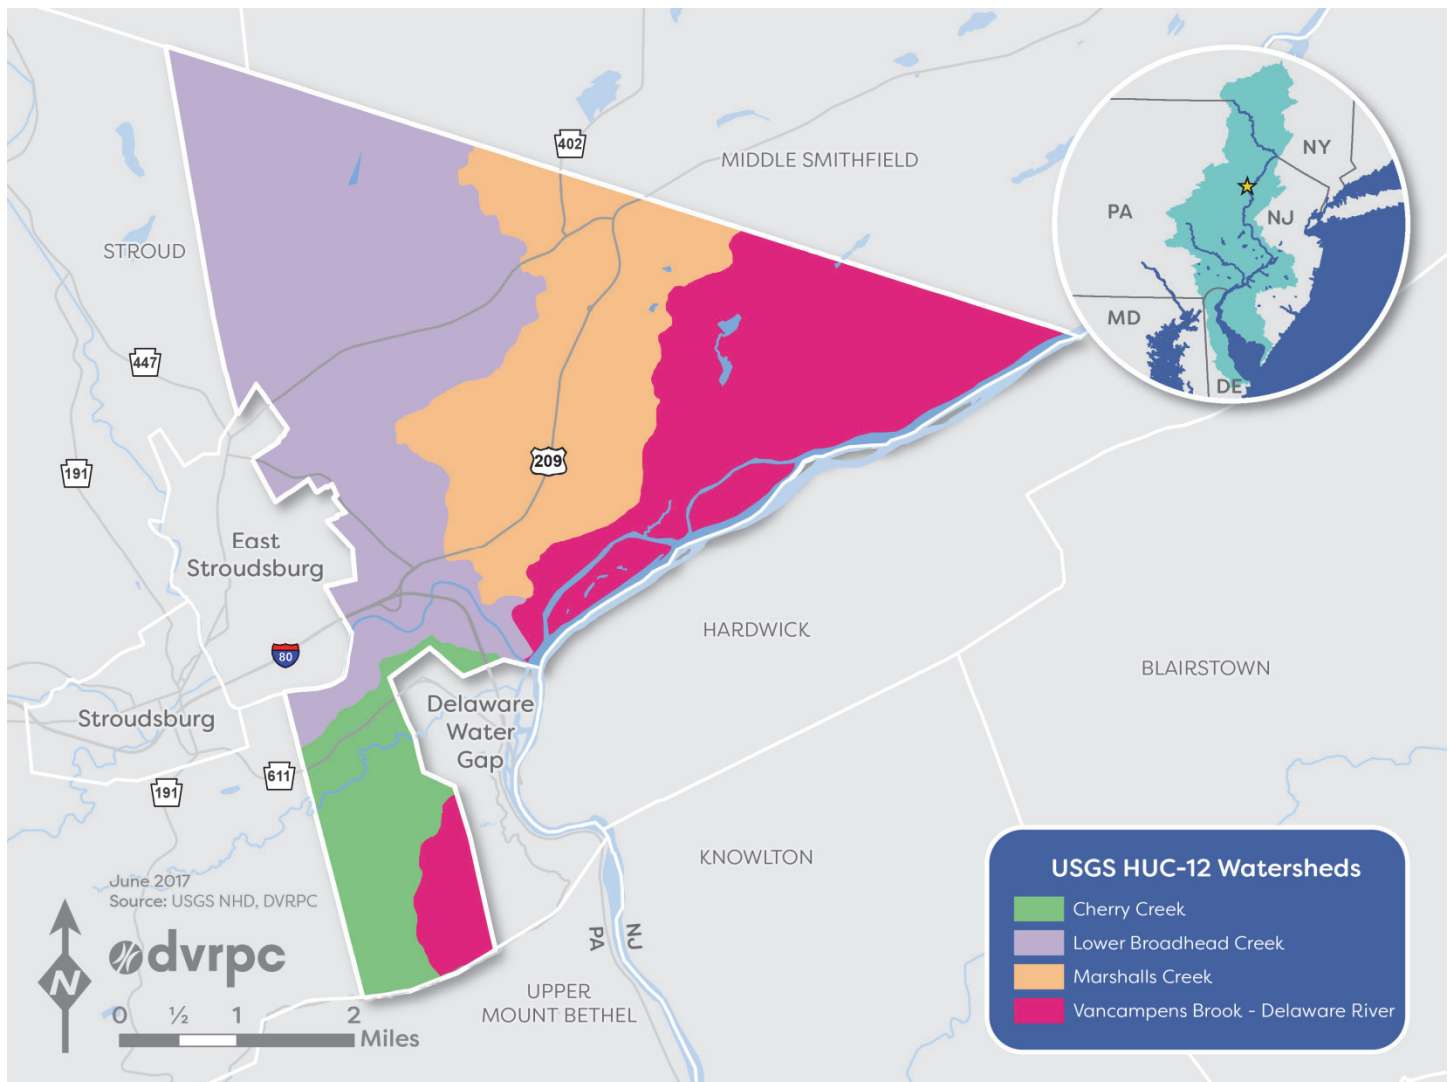 402
MIDDLE SMITHFIELD
NY
PA
NJ
MD
DE
STROUD
447
191
209
East
Stroudsburg
80
HARDWICK
BLAIRSTOWN
Stroudsburg
Delaware
Water
Gap
611
191
KNOWLTON
June 2017
Source: USGS NHD, DVRPC
dvrpc
N
0 ½ 1 2
Miles
UPPER
MOUNT BETHEL
PA
NJ
USGS HUC-12 Watersheds
Cherry Creek
Lower Broadhead Creek
Marshalls Creek
Vancampens Brook - Delaware River